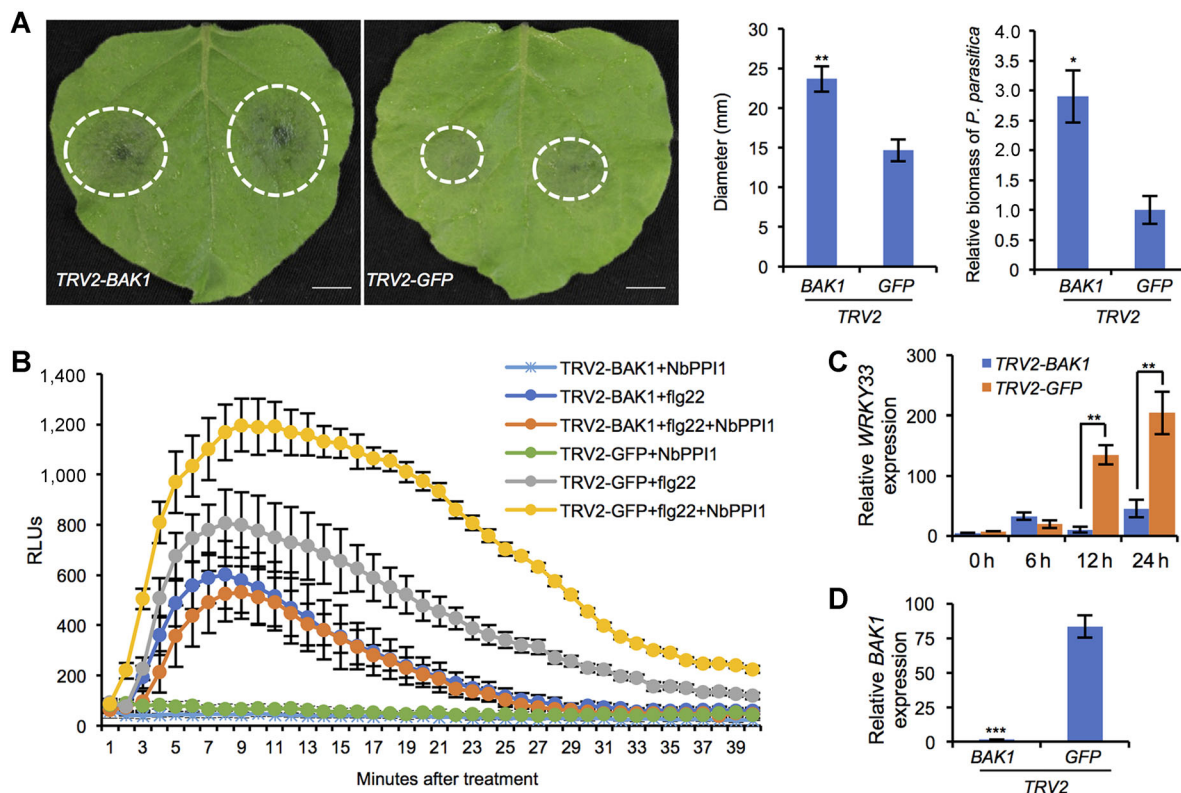 A
TRV2-BAK1
TRV2-GFP
Diameter (mm)
30
25
20
15
10
5
0
**
BAK1 GFP
TRV2
Relative biomass of P. parasitica
4.0
3.5
3.0
2.5
2.0
1.5
1.0
0.5
0
*
BAK1 GFP
TRV2
B
RLUs
1,400
1,200
1,000
800
600
400
200
0
TRV2-BAK1+NbPPI1
TRV2-BAK1+flg22
TRV2-BAK1+flg22+NbPPI1
TRV2-GFP+NbPPI1
TRV2-GFP+flg22
TRV2-GFP+flg22+NbPPI1
1 3 5 7 9 11 13 15 17 19 21 23 25 27 29 31 33 35 37 39
Minutes after treatment
C
Relative WRKY33
expression
300
200
100
50
0
TRV2-BAK1
TRV2-GFP
**
**
0 h 6 h 12 h 24 h
D
Relative BAK1
expression
100
75
50
25
0
***
BAK1 GFP
TRV2